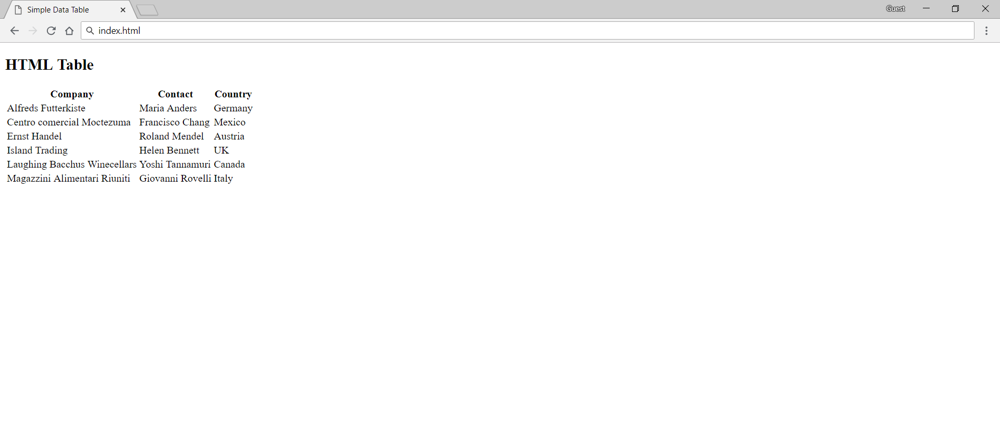 Simple Data Table
Guest
index.html
HTML Table
Company Contact Country
Alfreds Futterkiste Maria Anders Germany
Centro comercial Moctezuma Francisco Chang Mexico
Ernst Handel Roland Mendel Austria
Island Trading Helen Bennett UK
Laughing Bacchus Winecellars Yoshi Tannamuri Canada
Magazzini Alimentari Riuniti Giovanni Rovelli Italy